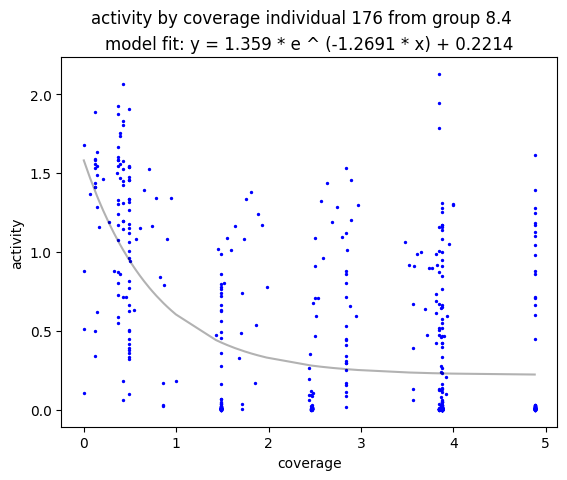 activity by coverage individual 176 from group 8.4
model fit: y = 1.359 * e ^ (-1.2691 * x) + 0.2214
2.0
1.5
1.0
0.5
0.0
activity
0 1 2 3 4 5
coverage